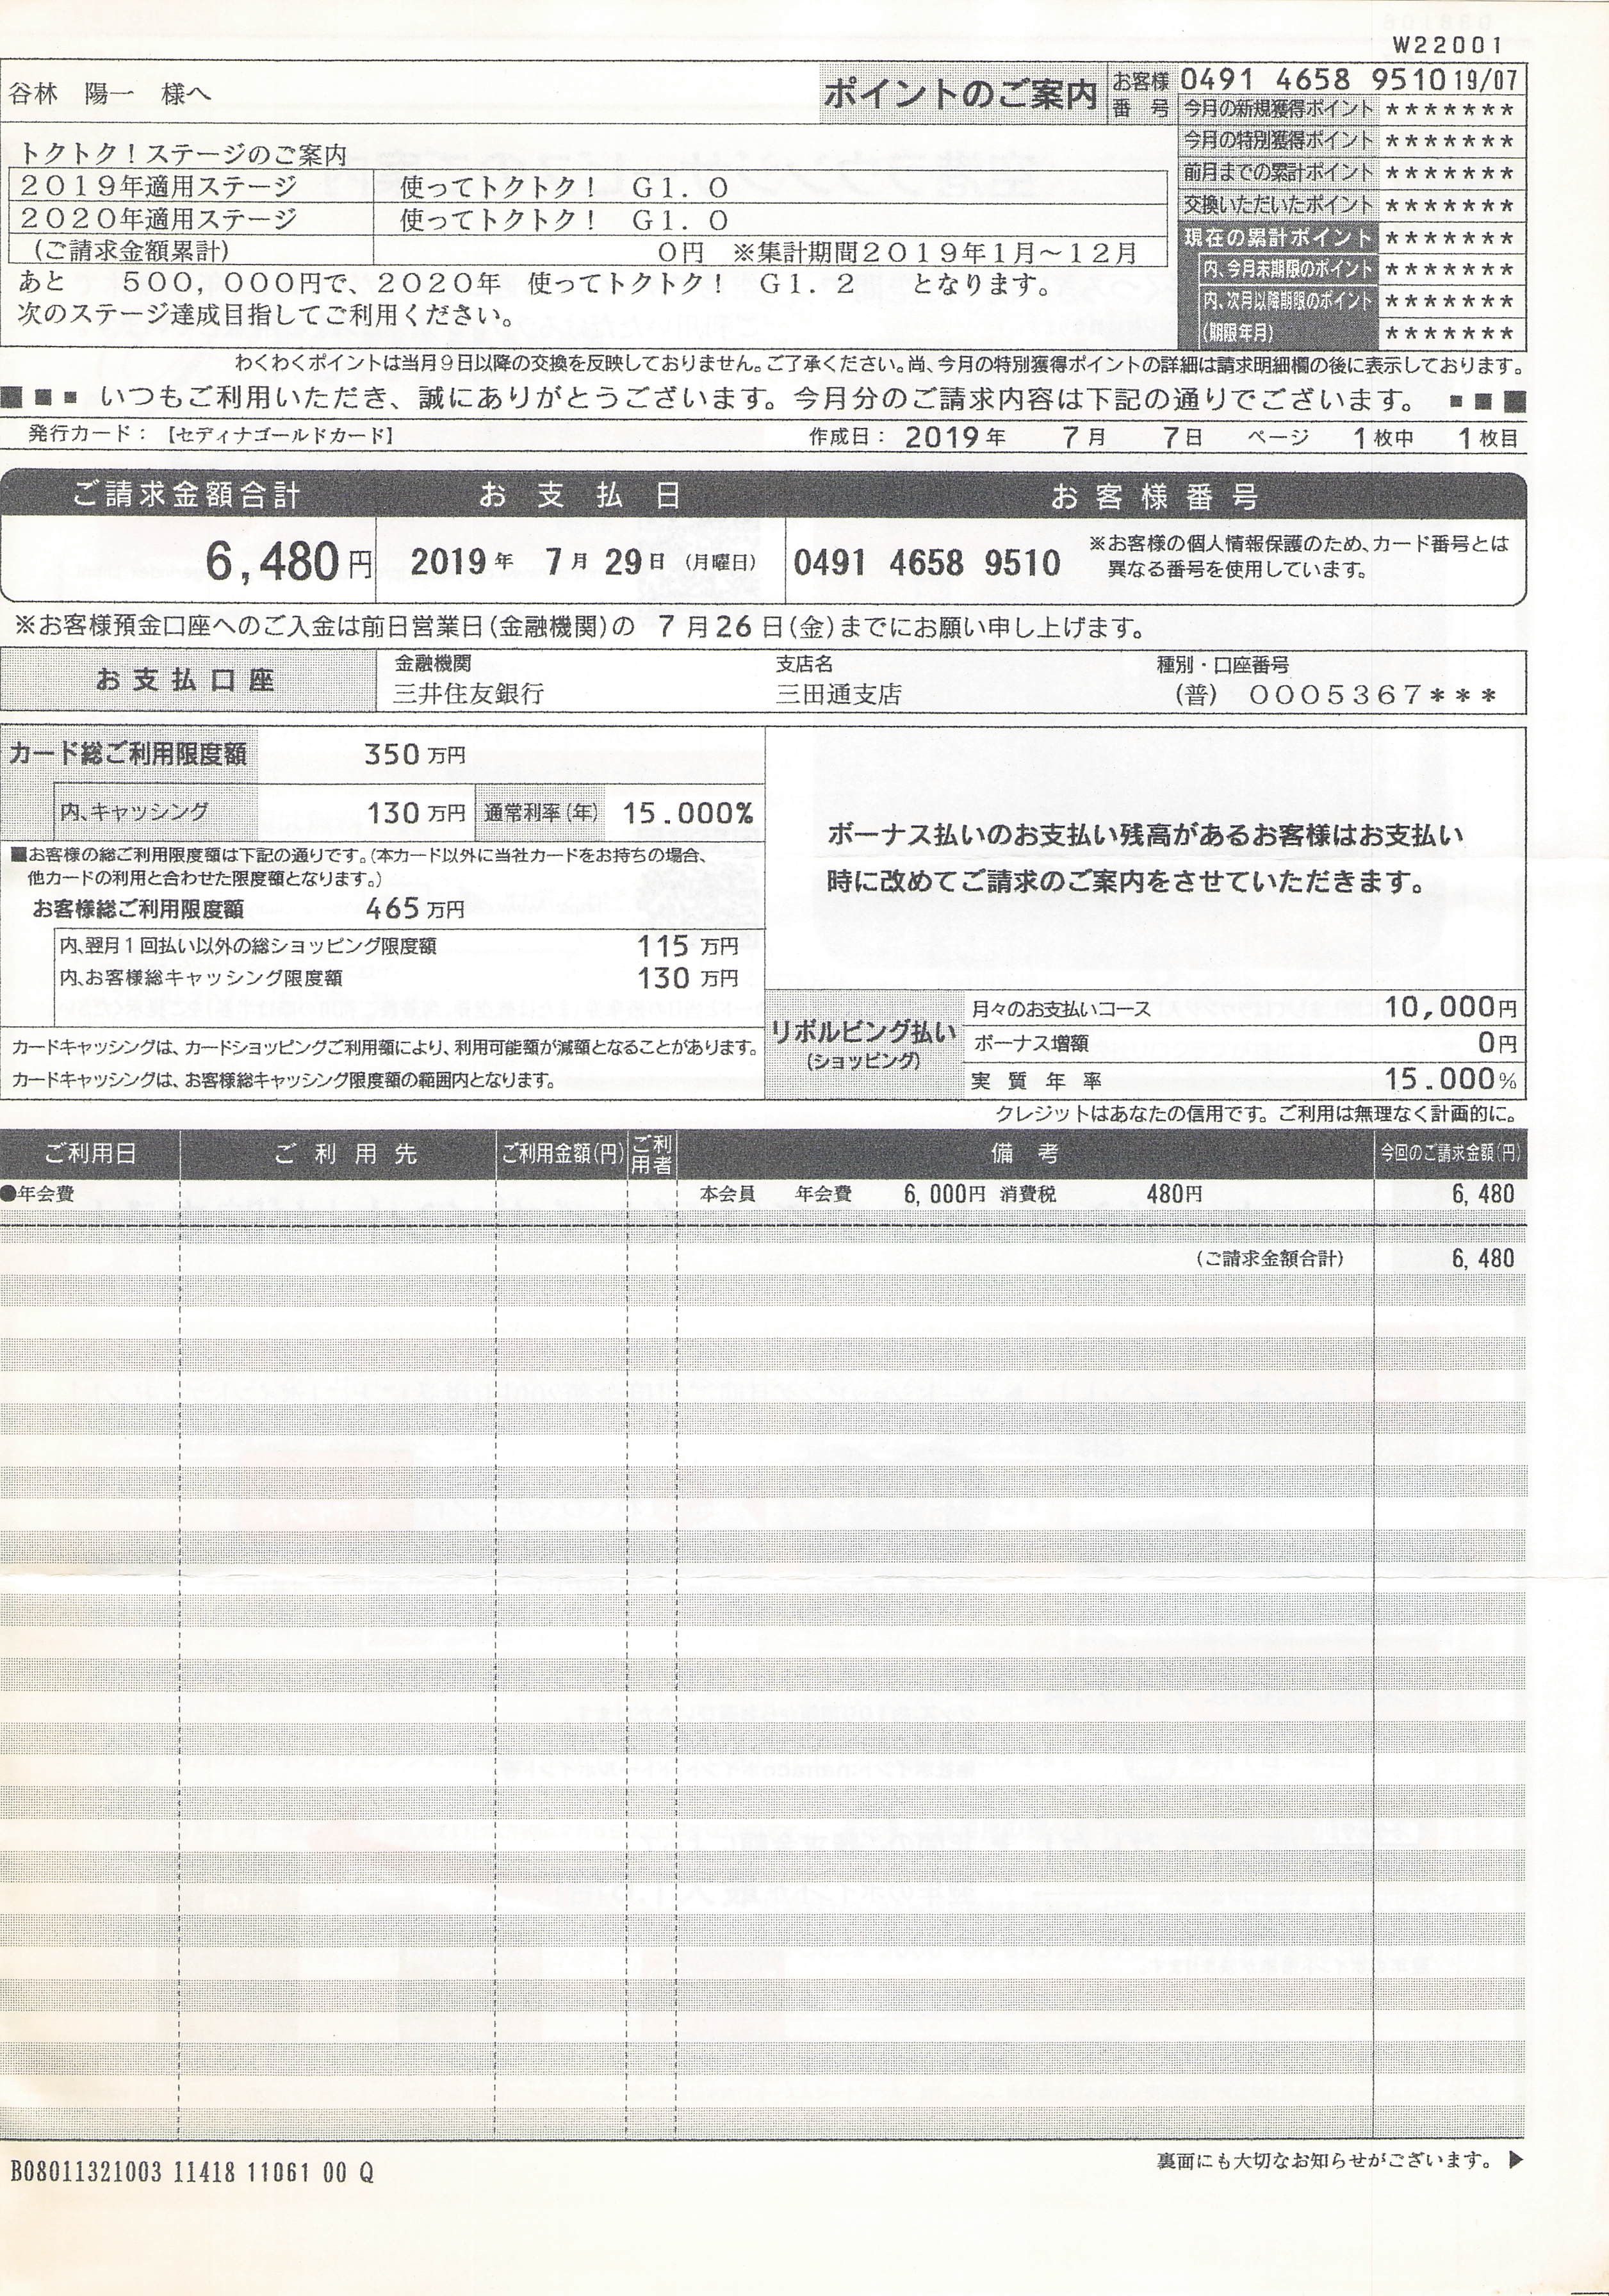 W22001
谷林 陽一 様へ
ポイントのご案内
お客様番号 0491 4658 9510 19/07
今月の新規獲得ポイント *******
今月の特別獲得ポイント *******
前月までの累計ポイント *******
交換いただいたポイント *******
現在の累計ポイント *******
内、今月末期限のポイント *******
内、次月以降期限のポイント *******
(期限年月) *******
トクトク！ステージのご案内
２０１９年適用ステージ 使ってトクトク！ Ｇ１．０
２０２０年適用ステージ 使ってトクトク！ Ｇ１．０
(ご請求金額累計) ０円 ※集計期間２０１９年１月～１２月
あと ５００，０００円で、２０２０年 使ってトクトク！ Ｇ１．２ となります。
次のステージ達成目指してご利用ください。
わくわくポイントは当月９日以降の交換を反映しておりません。ご了承ください。尚、今月の特別獲得ポイントの詳細は請求明細欄の後に表示しております。
■■■ いつもご利用いただき、誠にありがとうございます。今月分のご請求内容は下記の通りでございます。 ■■■
発行カード：【セディナゴールドカード】 作成日： 2019年 7月 7日 ページ 1枚中 1枚目
ご請求金額合計 お支払日 お客様番号
6,480円 2019年 7月 29日 (月曜日) 0491 4658 9510 ※お客様の個人情報保護のため、カード番号とは
異なる番号を使用しています。
※お客様預金口座へのご入金は前日営業日(金融機関)の 7月26日(金)までにお願い申し上げます。
お支払口座
金融機関 支店名 種別・口座番号
三井住友銀行 三田通支店 (普) ０００５３６７＊＊＊
カード総ご利用限度額 350万円
内、キャッシング 130万円 通常利率(年) 15.000%
■お客様の総ご利用限度額は下記の通りです。(本カード以外に当社カードをお持ちの場合、
他カードの利用と合わせた限度額となります。)
お客様総ご利用限度額 465万円
内、翌月１回払い以外の総ショッピング限度額 115万円
内、お客様総キャッシング限度額 130万円
カードキャッシングは、カードショッピングご利用額により、利用可能額が減額となることがあります。
カードキャッシングは、お客様総キャッシング限度額の範囲内となります。
ボーナス払いのお支払い残高があるお客様はお支払い
時に改めてご請求のご案内をさせていただきます。
リボルビング払い
(ショッピング)
月々のお支払いコース 10,000円
ボーナス増額 0円
実質年率 15.000%
クレジットはあなたの信用です。ご利用は無理なく計画的に。
ご利用日 ご利用先 ご利用金額(円) ご利用者 備考 今回のご請求金額(円)
●年会費 本会員 年会費 6,000円 消費税 480円 6,480
(ご請求金額合計) 6,480
裏面にも大切なお知らせがございます。▶
B08011321003 11418 11061 00 Q